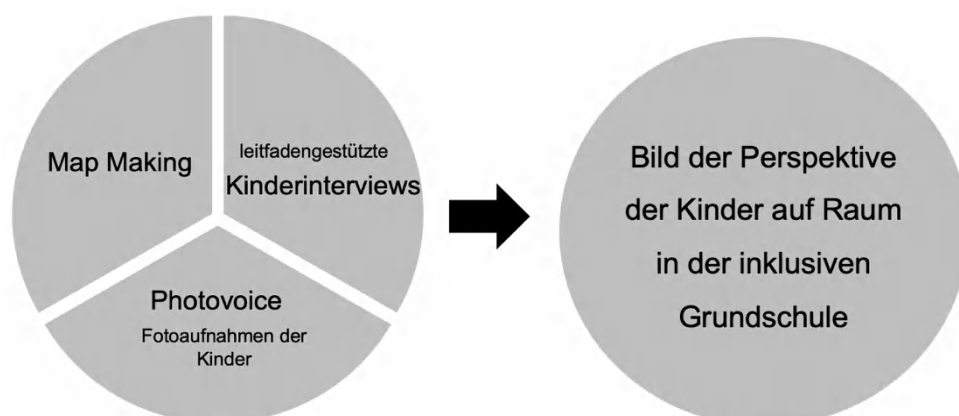 Map Making
leitfadengestützte
Kinderinterviews
Photovoice
Fotoaufnahmen der
Kinder
Bild der Perspektive
der Kinder auf Raum
in der inklusiven
Grundschule